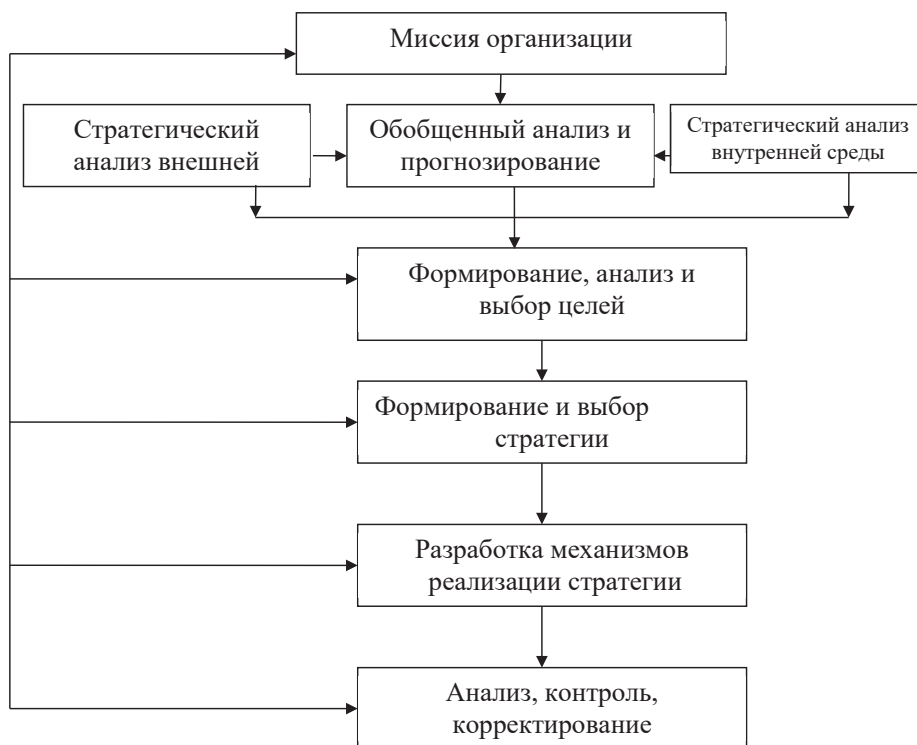 Миссия организации
Стратегический
анализ внешней
Обобщенный анализ и
прогнозирование
Стратегический анализ
внутренней среды
Формирование, анализ и
выбор целей
Формирование и выбор
стратегии
Разработка механизмов
реализации стратегии
Анализ, контроль,
корректирование